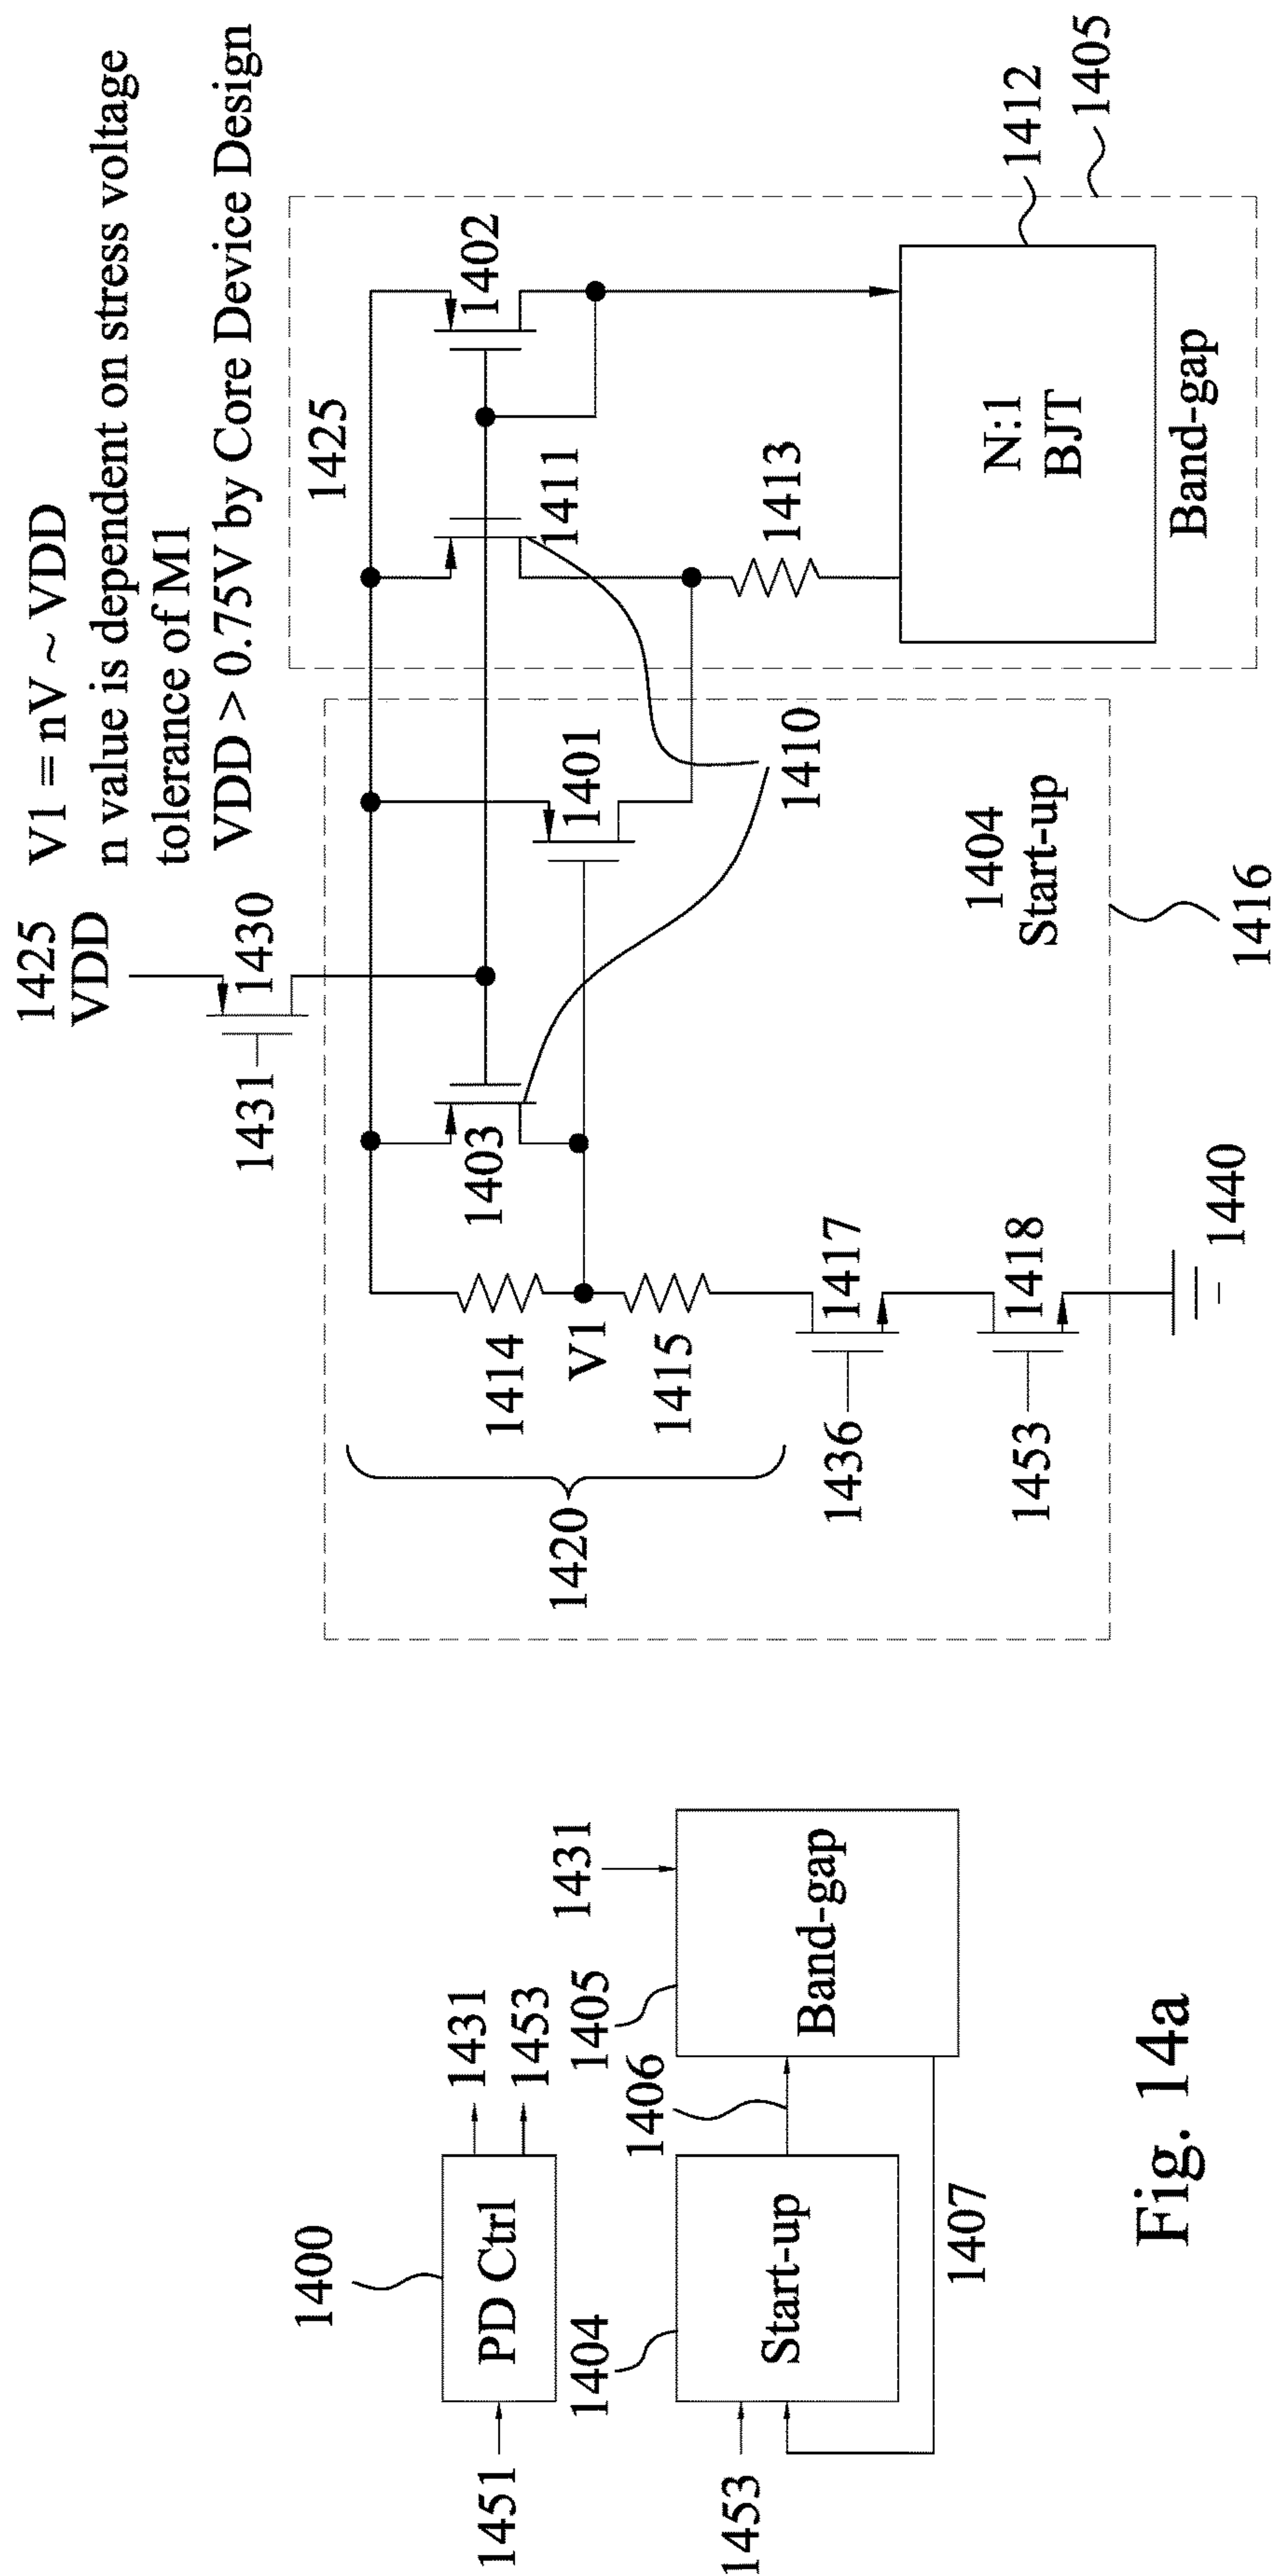 1400
PD Ctrl
1451
1431
1453
1404
Start-up
1453
1406
1405
Band-gap
1431
1407
Fig. 14a
1425
VDD
V1 = nV ~ VDD
n value is dependent on stress voltage
tolerance of M1
VDD > 0.75V by Core Device Design
1431
1430
1425
1420
1414
V1
1415
1403
1401
1411
1402
1410
1413
1436
1417
1453
1418
1440
1404
Start-up
1416
N:1
BJT
1412
Band-gap
1405